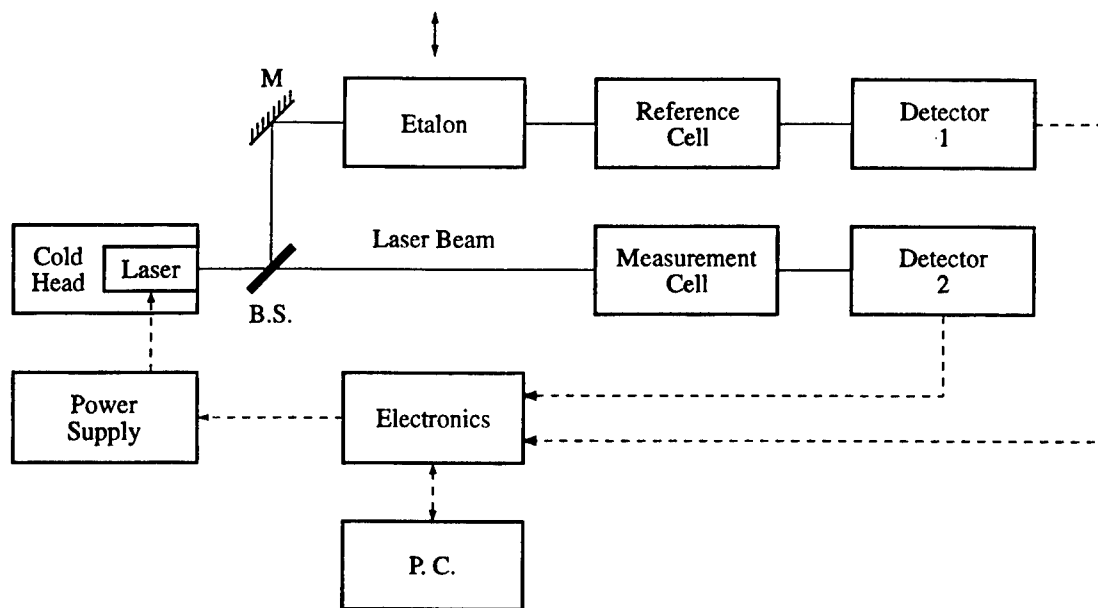 M
Etalon
Reference
Cell
Detector
1
Cold
Head
Laser
Laser Beam
B.S.
Measurement
Cell
Detector
2
Power
Supply
Electronics
P. C.